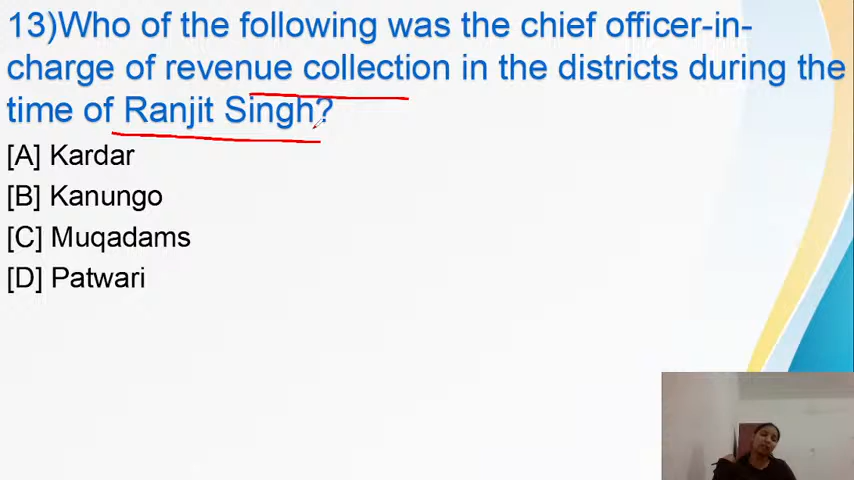 13)Who of the following was the chief officer-in-
charge of revenue collection in the districts during the
time of Ranjit Singh?
[A] Kardar
[B] Kanungo
[C] Muqadams
[D] Patwari